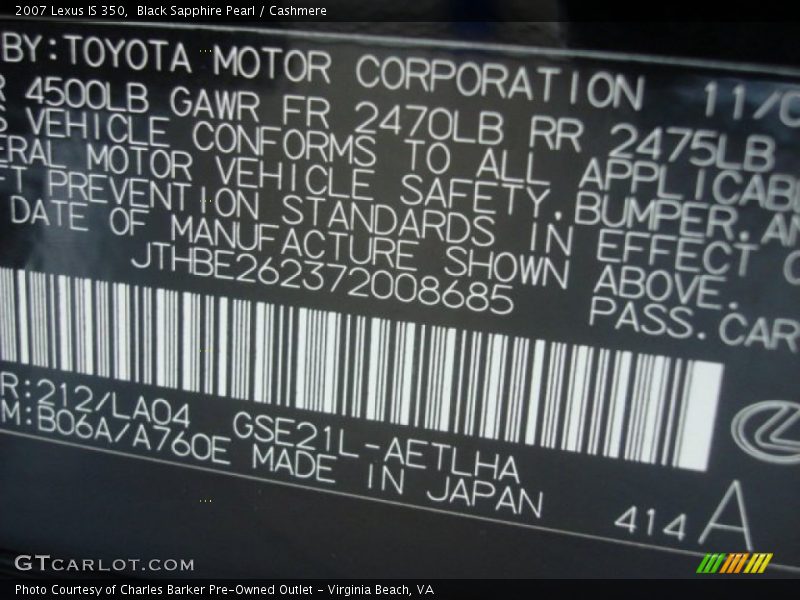 2007 Lexus IS 350, Black Sapphire Pearl / Cashmere
BY: TOYOTA MOTOR CORPORATION 11/0
R 4500LB GAWR FR 2470LB RR 2475LB
S VEHICLE CONFORMS TO ALL APPLICAB
ERAL MOTOR VEHICLE SAFETY, BUMPER, AN
FT PREVENTION STANDARDS IN EFFECT O
DATE OF MANUFACTURE SHOWN ABOVE.
JTHBE262372008685 PASS. CAR
R:212/LA04 GSE21L-AETLHA
M:B06A/A760E MADE IN JAPAN 414 A
GTCARLOT.COM
Photo Courtesy of Charles Barker Pre-Owned Outlet - Virginia Beach, VA